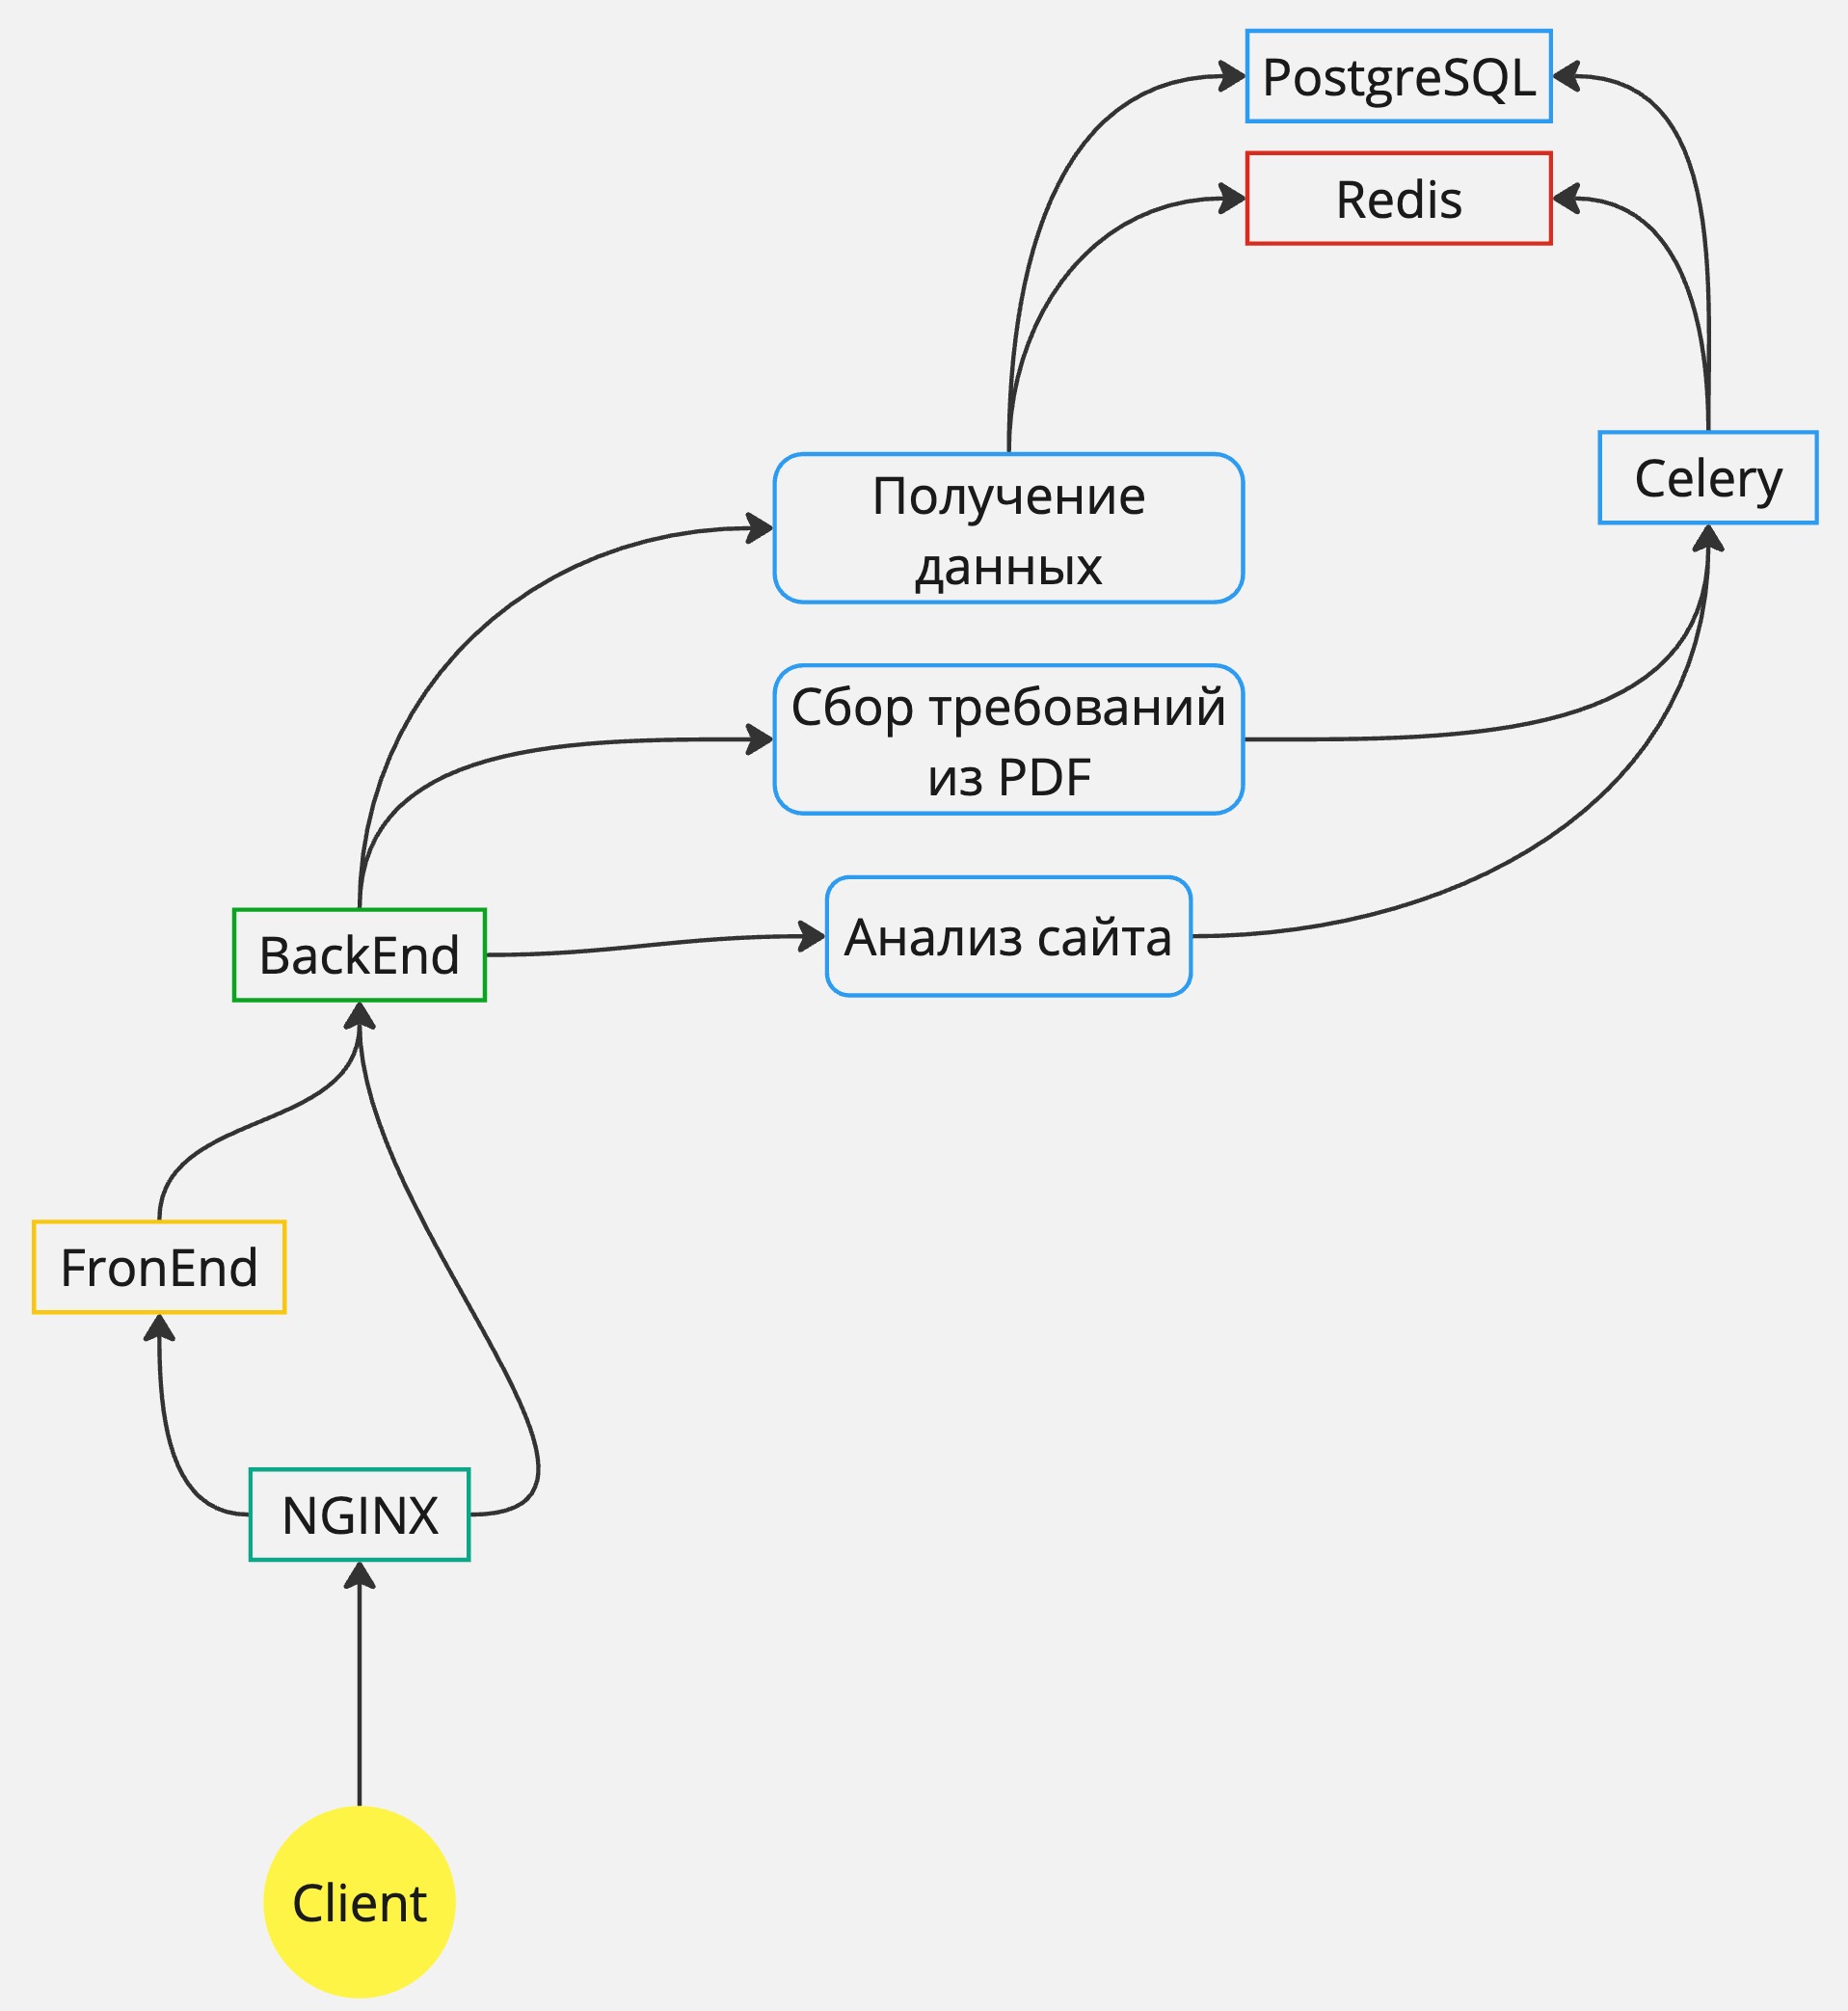 PostgreSQL
Redis
Celery
Получение
данных
Сбор требований
из PDF
Анализ сайта
BackEnd
FronEnd
NGINX
Client